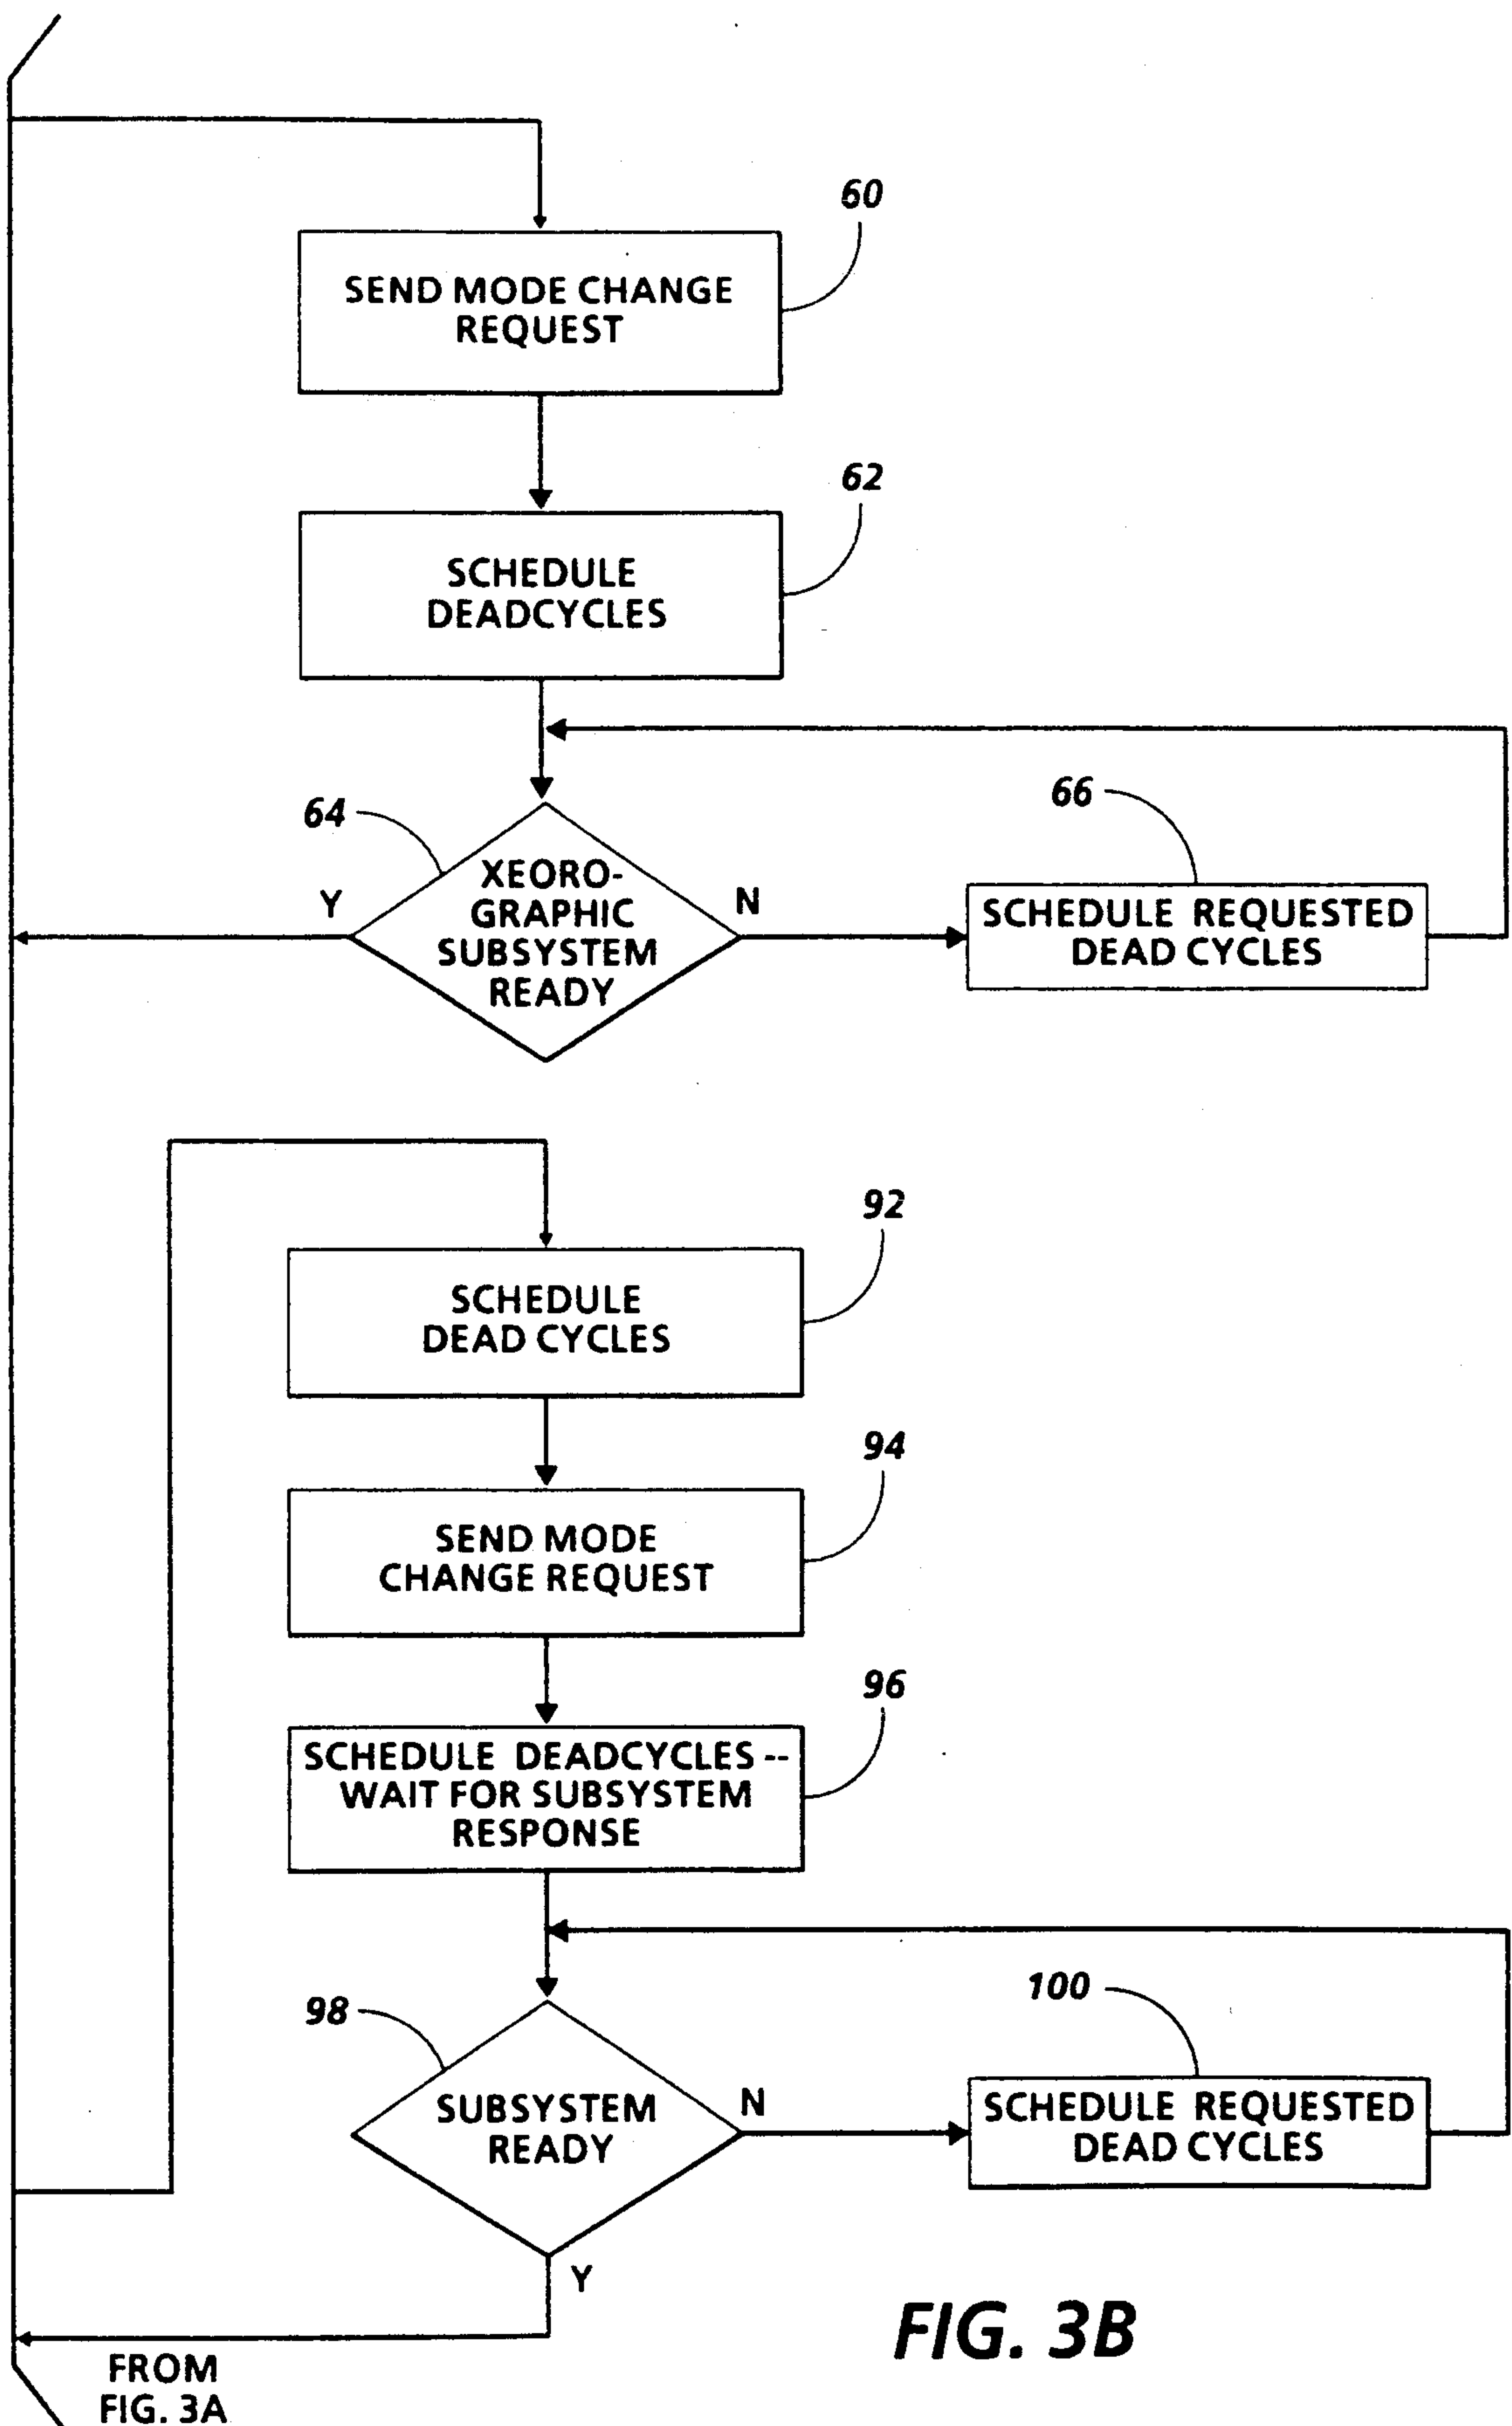 60
SEND MODE CHANGE
REQUEST
62
SCHEDULE
DEADCYCLES
64
XEORO-
GRAPHIC
SUBSYSTEM
READY
Y
N
66
SCHEDULE REQUESTED
DEAD CYCLES
92
SCHEDULE
DEAD CYCLES
94
SEND MODE
CHANGE REQUEST
96
SCHEDULE DEADCYCLES --
WAIT FOR SUBSYSTEM
RESPONSE
98
SUBSYSTEM
READY
N
100
SCHEDULE REQUESTED
DEAD CYCLES
Y
FIG. 3B
FROM
FIG. 3A